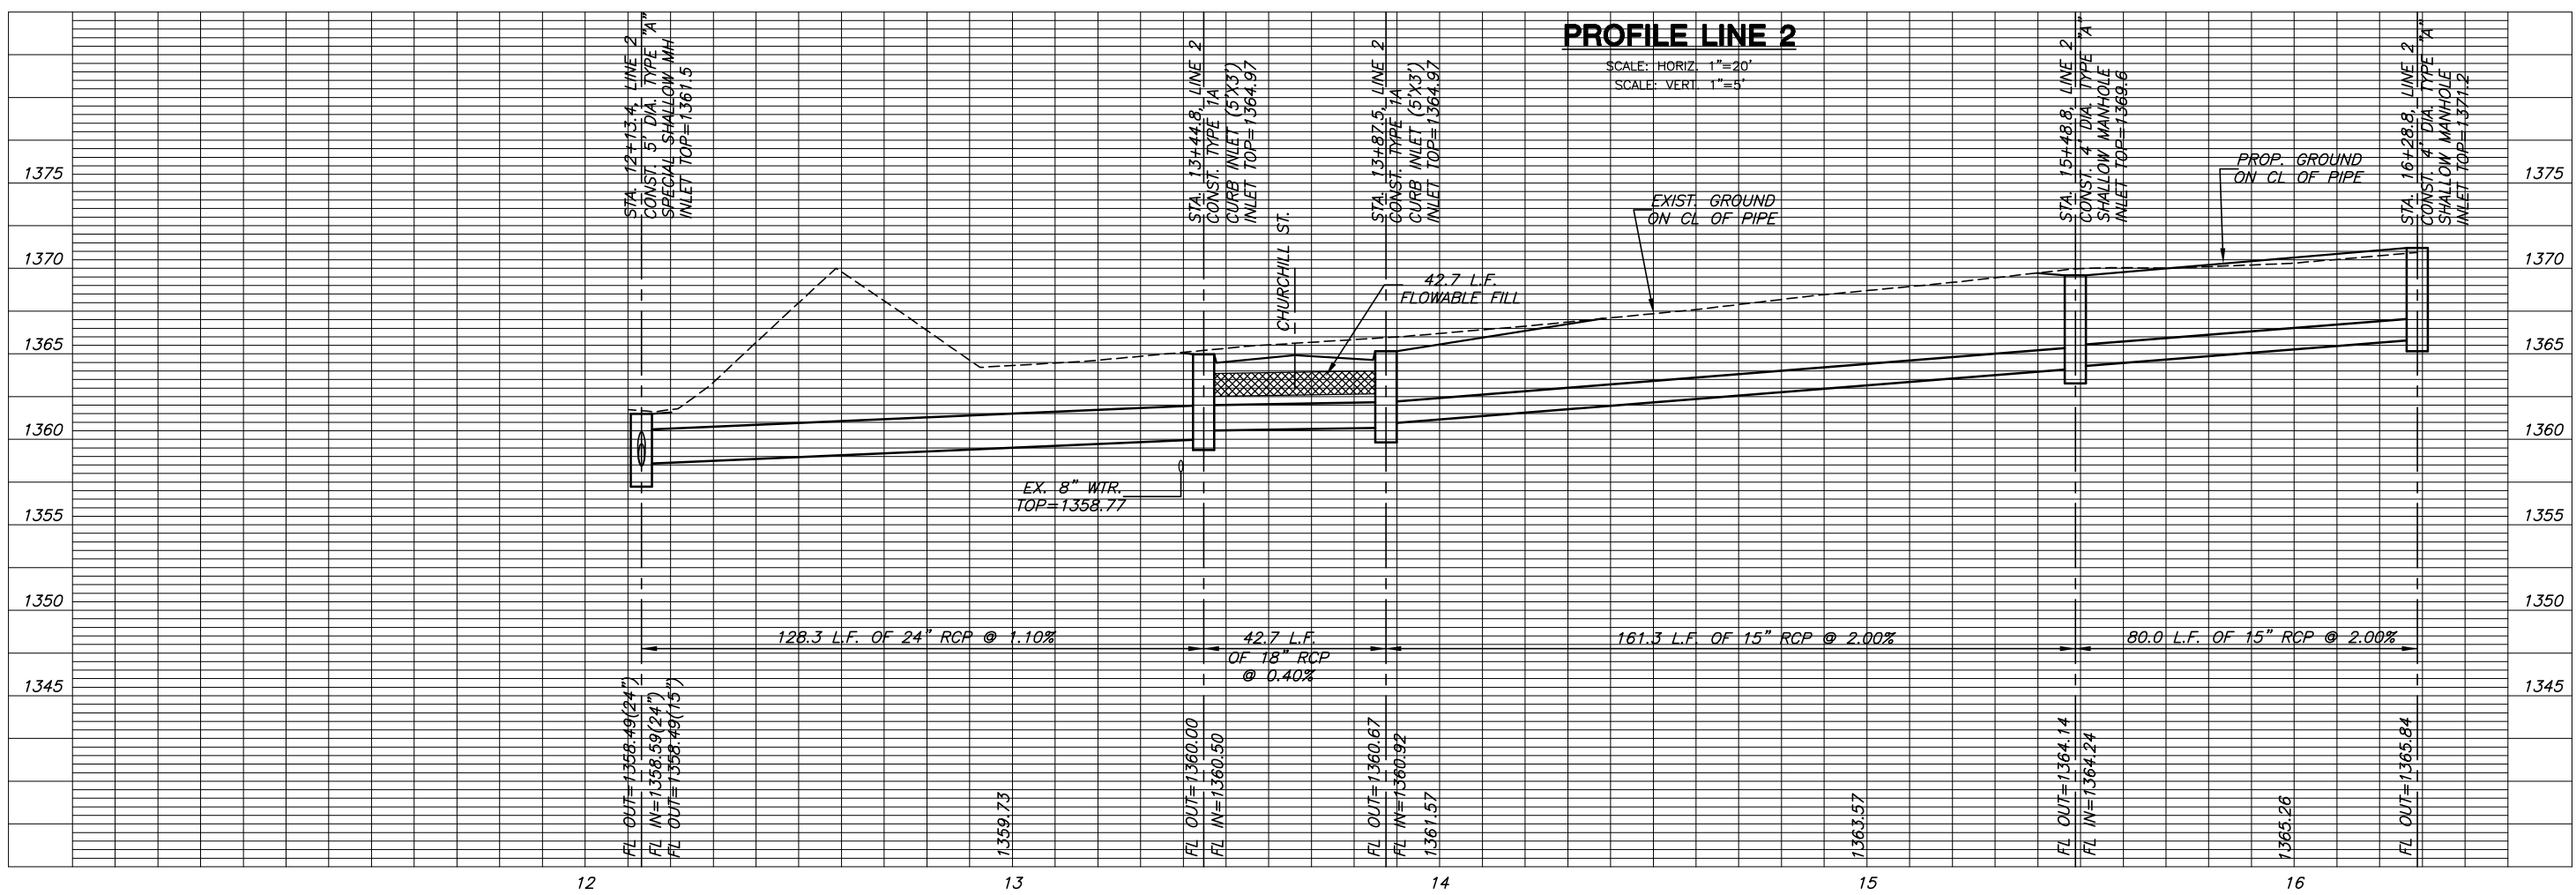 PROFILE LINE 2
SCALE: HORIZ. 1"=20'
SCALE: VERT. 1"=5'
STA. 12+13.4, LINE 2
CONST. 5' DIA. TYPE "A"
SPECIAL SHALLOW MH
INLET TOP=1361.5
STA. 13+44.8, LINE 2
CONST. TYPE 1A
CURB INLET (5'X3')
INLET TOP=1364.97
CHURCHILL ST.
STA. 13+87.5, LINE 2
CONST. TYPE 1A
CURB INLET (5'X3')
INLET TOP=1364.97
STA. 15+48.8, LINE 2
CONST. 4' DIA. TYPE "A"
SHALLOW MANHOLE
INLET TOP=1369.6
STA. 16+28.8, LINE 2
CONST. 4' DIA. TYPE "A"
SHALLOW MANHOLE
INLET TOP=1371.2
PROP. GROUND
ON CL OF PIPE
EXIST. GROUND
ON CL OF PIPE
42.7 L.F.
FLOWABLE FILL
EX. 8" WTR.
TOP=1358.77
1375
1370
1365
1360
1355
1350
1345
1375
1370
1365
1360
1355
1350
1345
128.3 L.F. OF 24" RCP @ 1.10%
42.7 L.F.
OF 18" RCP
@ 0.40%
161.3 L.F. OF 15" RCP @ 2.00%
80.0 L.F. OF 15" RCP @ 2.00%
FL OUT=1358.49(24")
FL IN=1358.59(24")
FL OUT=1358.49(15")
1359.73
FL OUT=1360.00
FL IN=1360.50
FL OUT=1360.67
FL IN=1360.92
1361.57
1363.57
FL OUT=1364.14
FL IN=1364.24
1365.26
FL OUT=1365.84
12
13
14
15
16